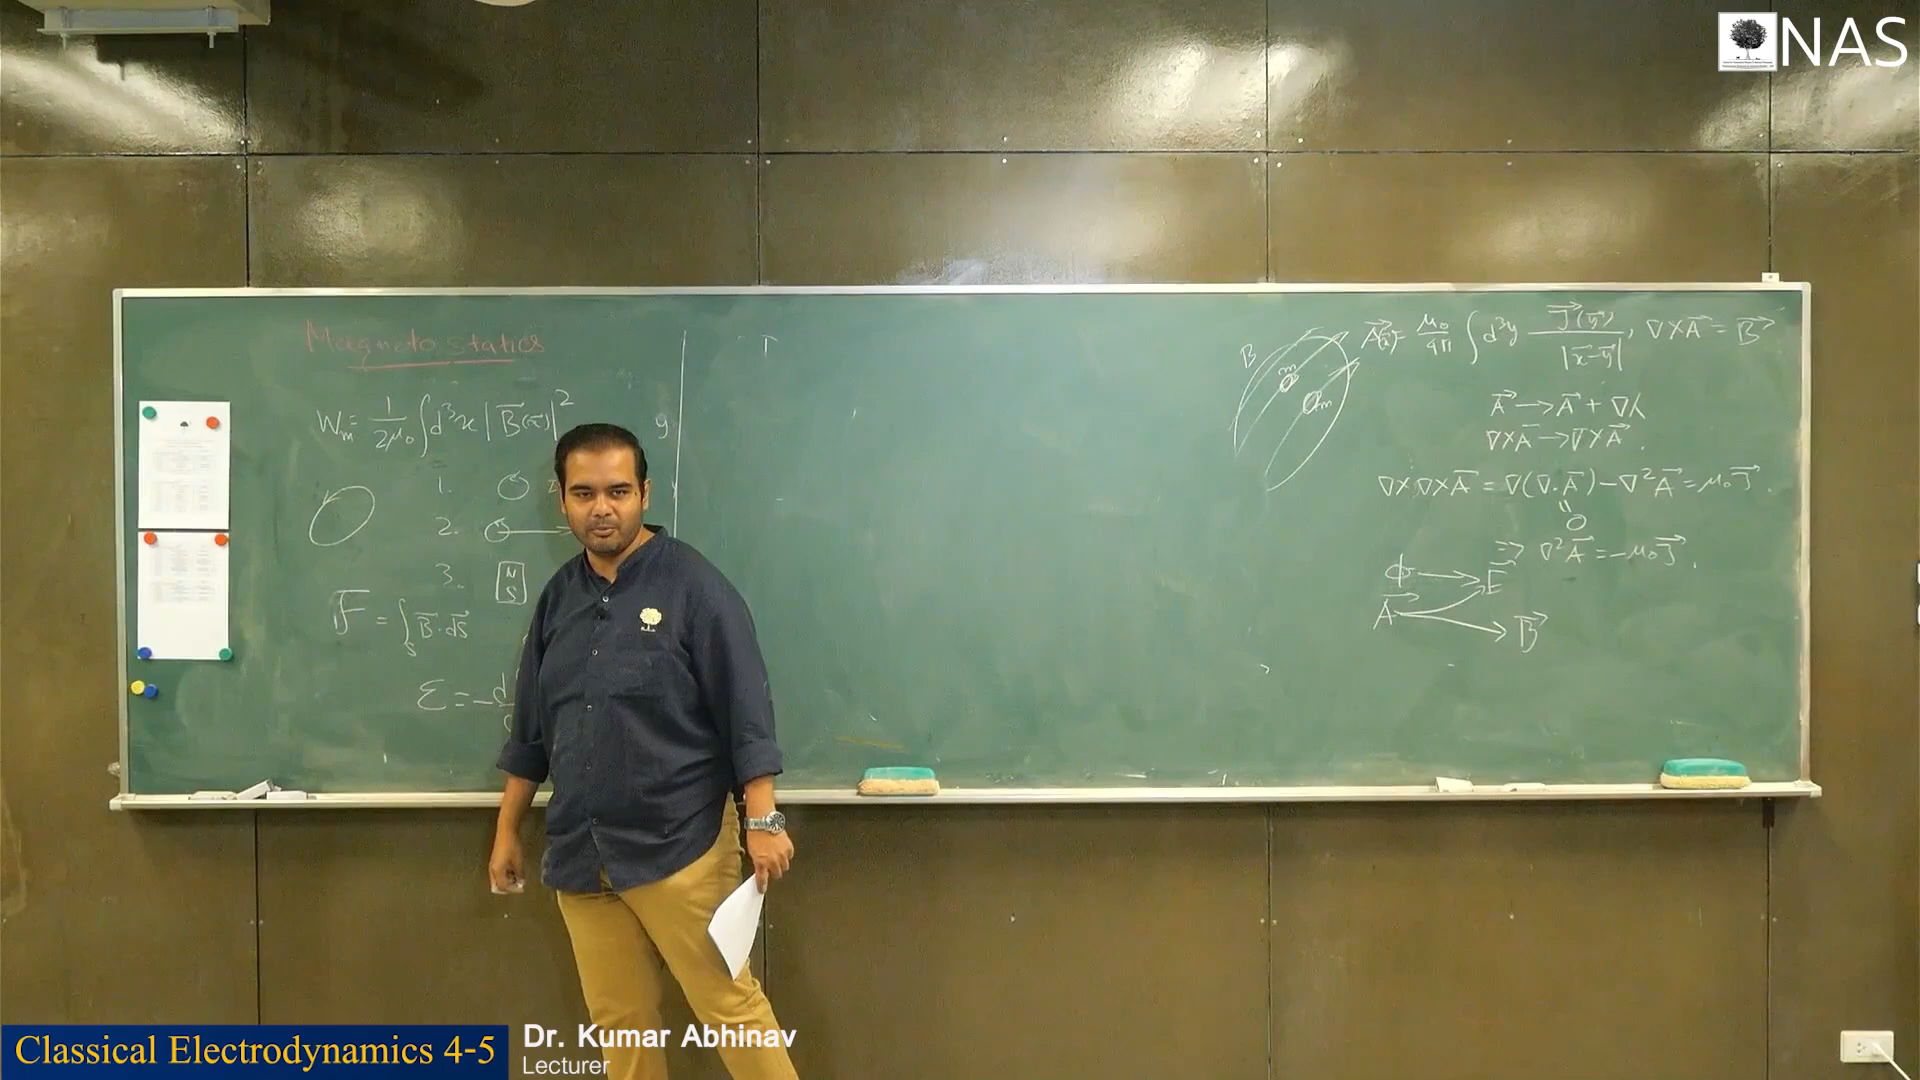 NAS
Magnetostatics
W_m = 1/2μ₀ ∫d³x |B⃗(x⃗)|²
1.
2.
3. N
S
F = ∫_S B⃗·ds⃗
ε = -d
B
m
m
A⃗(x⃗) = μ₀/4π ∫ d³y J⃗(y⃗)/|x⃗-y⃗| , ∇×A⃗ = B⃗
A⃗ → A⃗ + ∇λ
∇×A⃗ → ∇×A⃗ .
∇×∇×A⃗ = ∇(∇.A⃗) - ∇²A⃗ = μ₀J⃗ .
"
0
⇒ ∇²A⃗ = -μ₀J⃗ .
ϕ → E⃗
A⃗ → B⃗
Classical Electrodynamics 4-5
Dr. Kumar Abhinav
Lecturer